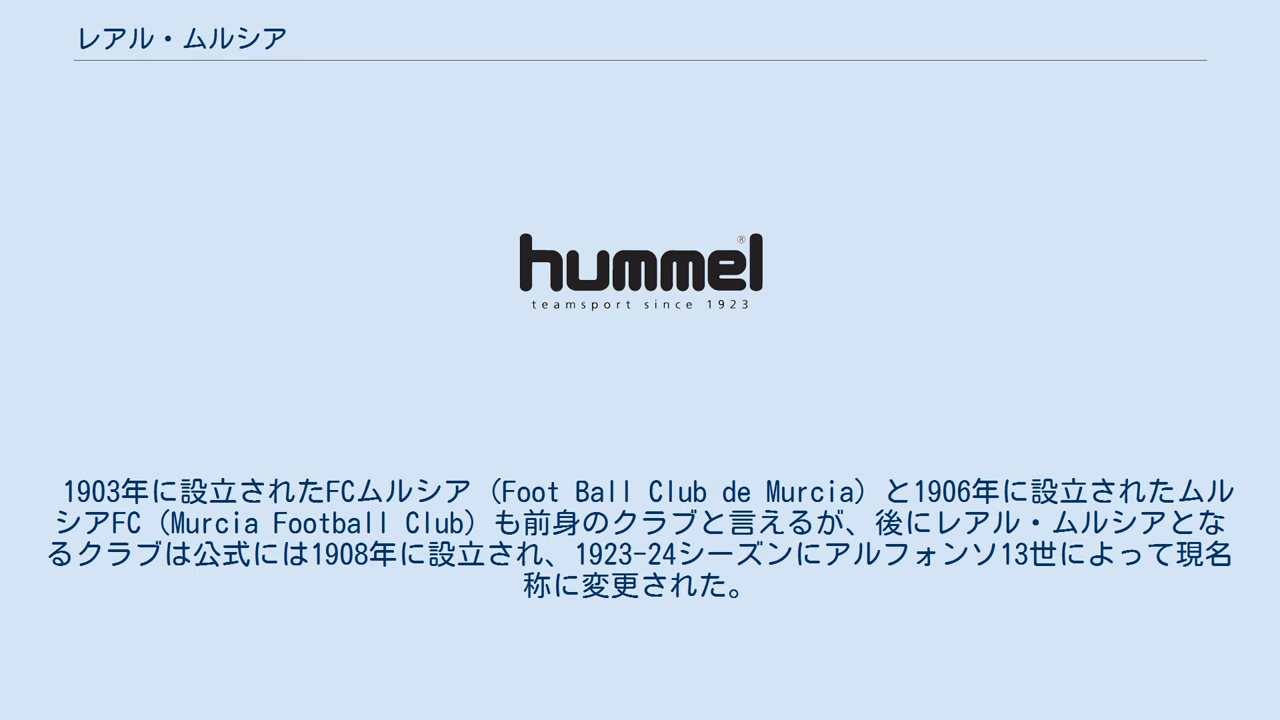 レアル・ムルシア
hummel®
teamsport since 1923
1903年に設立されたFCムルシア（Foot Ball Club de Murcia）と1906年に設立されたムル
シアFC（Murcia Football Club）も前身のクラブと言えるが、後にレアル・ムルシアとな
るクラブは公式には1908年に設立され、1923-24シーズンにアルフォンソ13世によって現名
称に変更された。